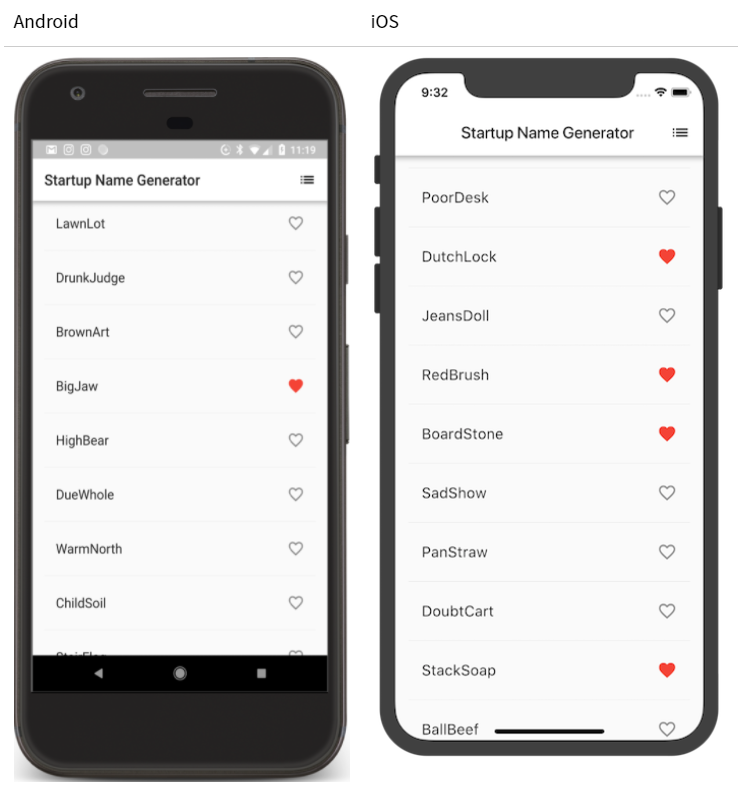 Android
iOS
11:19
Startup Name Generator
LawnLot
DrunkJudge
BrownArt
BigJaw
HighBear
DueWhole
WarmNorth
ChildSoil
9:32
Startup Name Generator
PoorDesk
DutchLock
JeansDoll
RedBrush
BoardStone
SadShow
PanStraw
DoubtCart
StackSoap
BallBeef